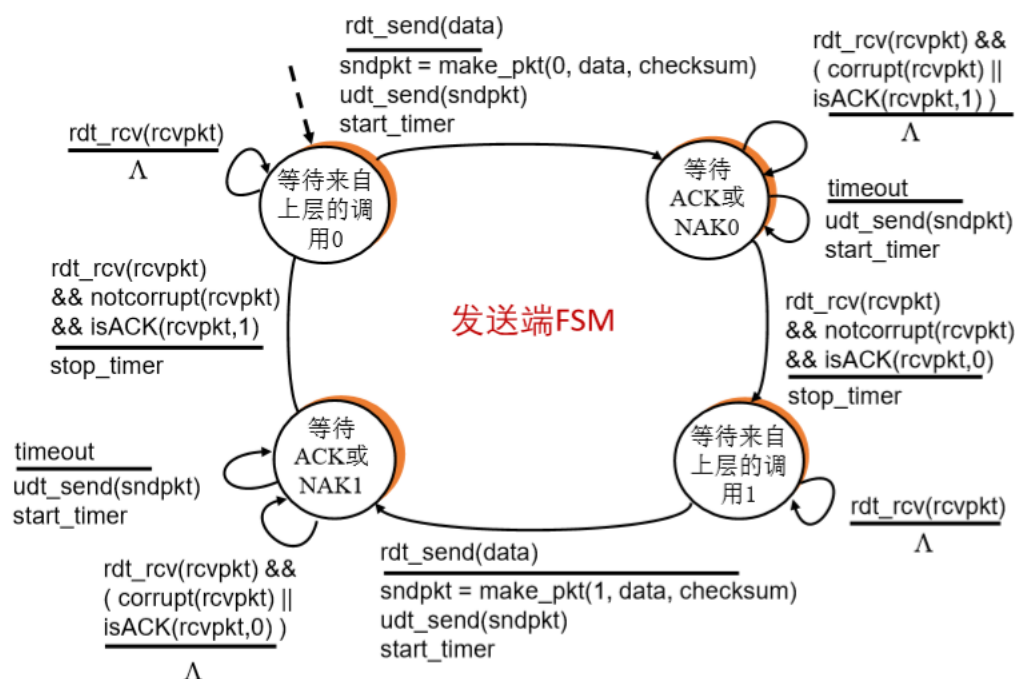 rdt_send(data)
sndpkt = make_pkt(0, data, checksum)
udt_send(sndpkt)
start_timer
rdt_rcv(rcvpkt) &&
( corrupt(rcvpkt) ||
isACK(rcvpkt,1) )
Λ
rdt_rcv(rcvpkt)
Λ
等待来自
上层的调
用0
等待
ACK或
NAK0
timeout
udt_send(sndpkt)
start_timer
rdt_rcv(rcvpkt)
&& notcorrupt(rcvpkt)
&& isACK(rcvpkt,1)
stop_timer
发送端FSM
rdt_rcv(rcvpkt)
&& notcorrupt(rcvpkt)
&& isACK(rcvpkt,0)
stop_timer
等待
ACK或
NAK1
等待来自
上层的调
用1
timeout
udt_send(sndpkt)
start_timer
rdt_rcv(rcvpkt)
Λ
rdt_rcv(rcvpkt) &&
( corrupt(rcvpkt) ||
isACK(rcvpkt,0) )
Λ
rdt_send(data)
sndpkt = make_pkt(1, data, checksum)
udt_send(sndpkt)
start_timer